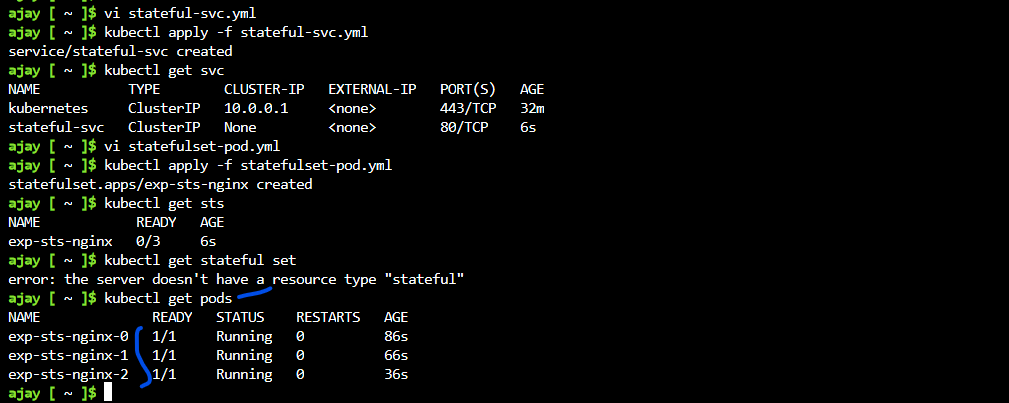 ajay [ ~ ]$ vi stateful-svc.yml
ajay [ ~ ]$ kubectl apply -f stateful-svc.yml
service/stateful-svc created
ajay [ ~ ]$ kubectl get svc
NAME TYPE CLUSTER-IP EXTERNAL-IP PORT(S) AGE
kubernetes ClusterIP 10.0.0.1 <none> 443/TCP 32m
stateful-svc ClusterIP None <none> 80/TCP 6s
ajay [ ~ ]$ vi statefulset-pod.yml
ajay [ ~ ]$ kubectl apply -f statefulset-pod.yml
statefulset.apps/exp-sts-nginx created
ajay [ ~ ]$ kubectl get sts
NAME READY AGE
exp-sts-nginx 0/3 6s
ajay [ ~ ]$ kubectl get stateful set
error: the server doesn't have a resource type "stateful"
ajay [ ~ ]$ kubectl get pods
NAME READY STATUS RESTARTS AGE
exp-sts-nginx-0 1/1 Running 0 86s
exp-sts-nginx-1 1/1 Running 0 66s
exp-sts-nginx-2 1/1 Running 0 36s
ajay [ ~ ]$